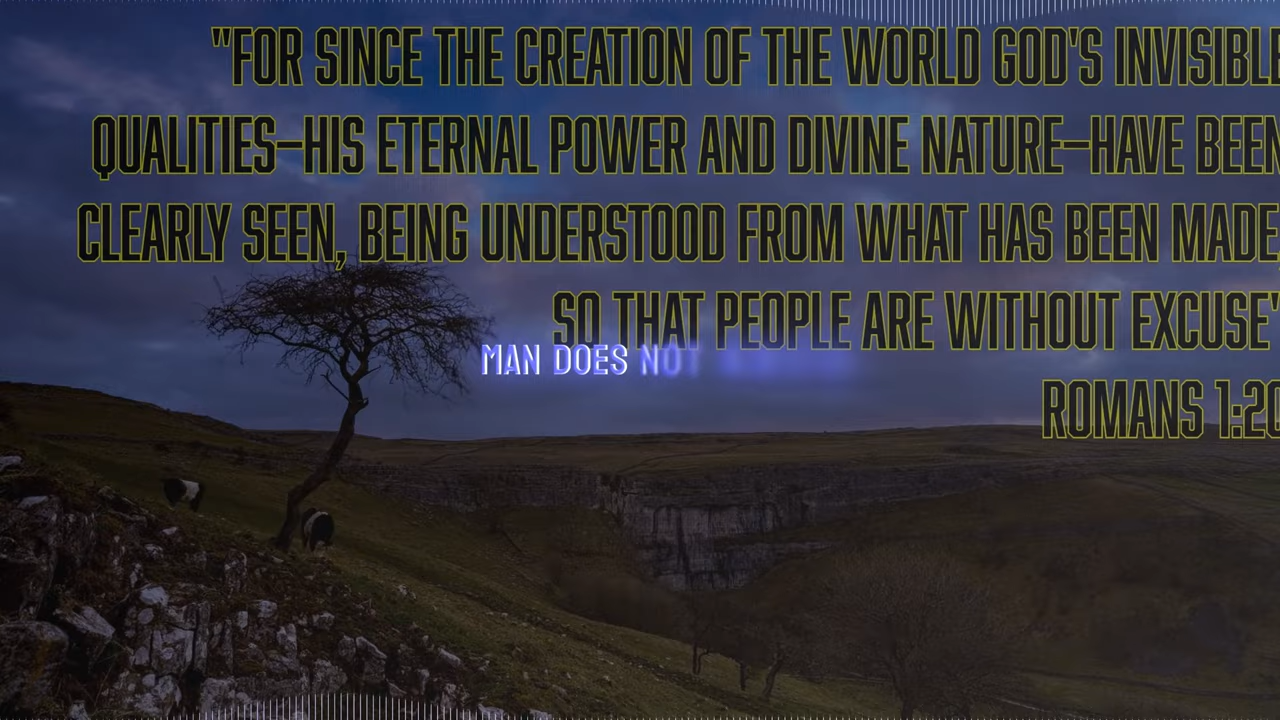 "FOR SINCE THE CREATION OF THE WORLD GOD'S INVISIBLE
QUALITIES—HIS ETERNAL POWER AND DIVINE NATURE—HAVE BEEN
CLEARLY SEEN, BEING UNDERSTOOD FROM WHAT HAS BEEN MADE,
SO THAT PEOPLE ARE WITHOUT EXCUSE"
MAN DOES NOT
ROMANS 1:20